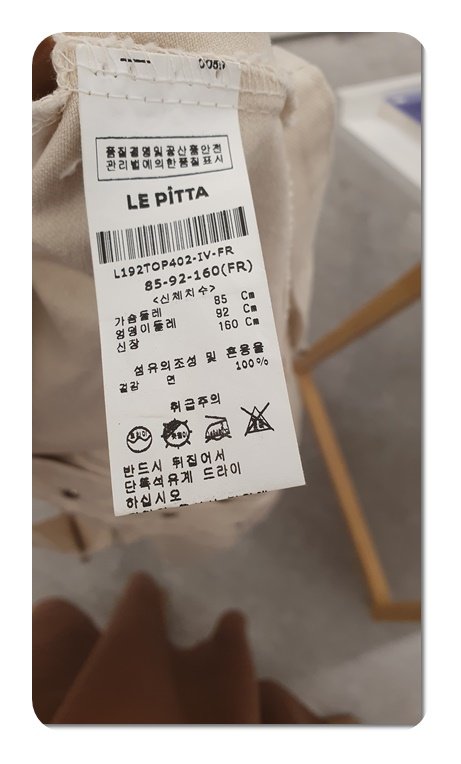 품질경영및공산품안전
관리법에의한품질표시
LE PITTA
L192TOP402-IV-FR
85-92-160(FR)
<신체치수>
가슴둘레 85 Cm
엉덩이둘레 92 Cm
신장 160 Cm
섬유의조성 및 혼용율
겉감 면 100%
취급주의
반드시 뒤집어서
단독석유계 드라이
하십시오